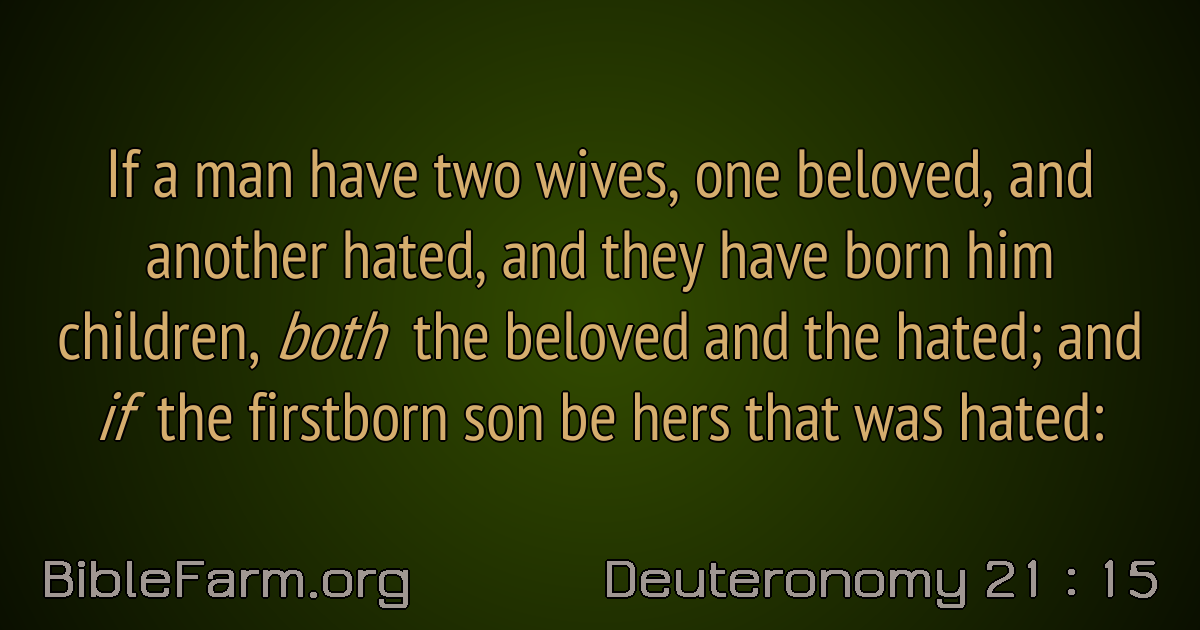 If a man have two wives, one beloved, and
another hated, and they have born him
children, both the beloved and the hated; and
if the firstborn son be hers that was hated:
BibleFarm.org
Deuteronomy 21 : 15